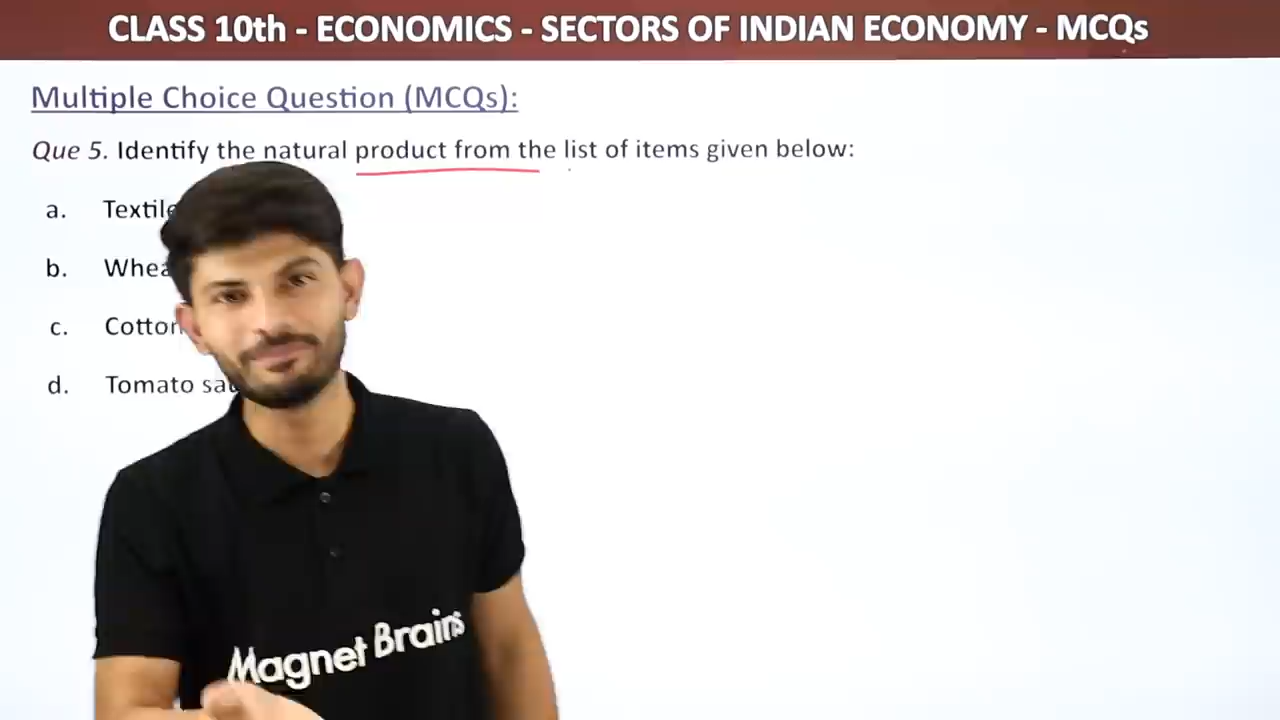 CLASS 10th - ECONOMICS - SECTORS OF INDIAN ECONOMY - MCQs
Multiple Choice Question (MCQs):
Que 5. Identify the natural product from the list of items given below:
a. Textile
b.
c. Cotton
d. Tomato
Magnet Brains